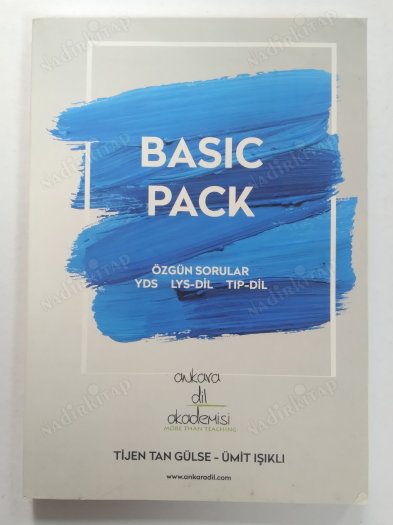 BASIC
PACK
ÖZGÜN SORULAR
YDS LYS-DİL TIP-DİL
ankara
dil
akademisi
MORE THAN TEACHING
TİJEN TAN GÜLSE - ÜMİT IŞIKLI
www.ankaradil.com
NadirKitap